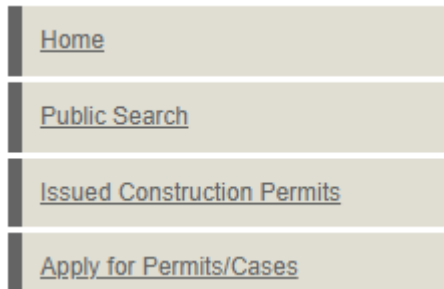 Home
Public Search
Issued Construction Permits
Apply for Permits/Cases